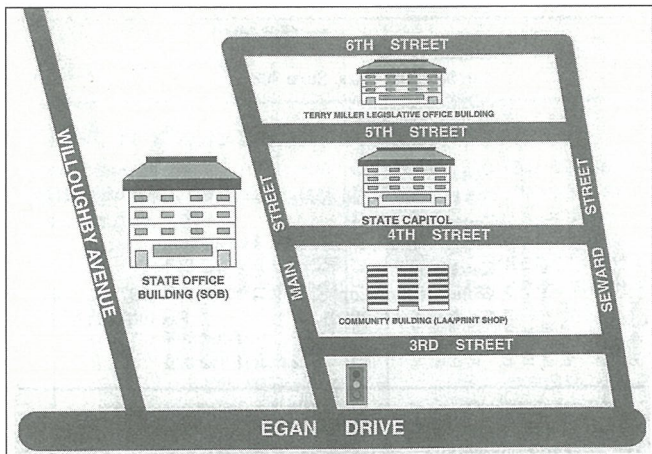 6TH STREET
TERRY MILLER LEGISLATIVE OFFICE BUILDING
5TH STREET
WILLOUGHBY AVENUE
STATE OFFICE
BUILDING (SOB)
MAIN STREET
STATE CAPITOL
4TH STREET
SEWARD STREET
COMMUNITY BUILDING (LAA/PRINT SHOP)
3RD STREET
EGAN DRIVE